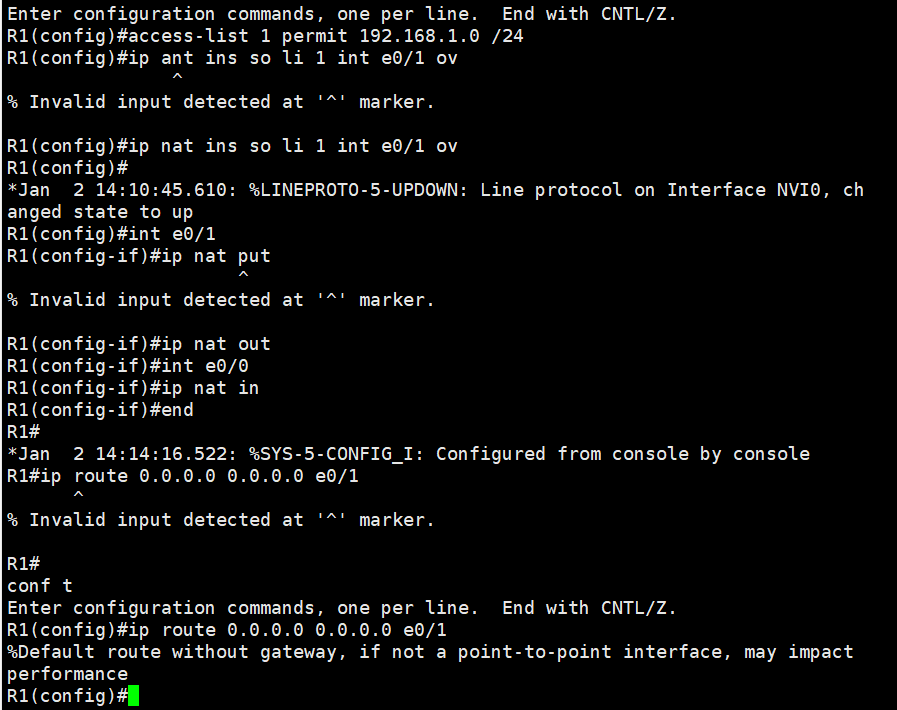 Enter configuration commands, one per line.  End with CNTL/Z.
R1(config)#access-list 1 permit 192.168.1.0 /24
R1(config)#ip ant ins so li 1 int e0/1 ov
               ^
% Invalid input detected at '^' marker.

R1(config)#ip nat ins so li 1 int e0/1 ov
R1(config)#
*Jan  2 14:10:45.610: %LINEPROTO-5-UPDOWN: Line protocol on Interface NVI0, ch
anged state to up
R1(config)#int e0/1
R1(config-if)#ip nat put
                     ^
% Invalid input detected at '^' marker.

R1(config-if)#ip nat out
R1(config-if)#int e0/0
R1(config-if)#ip nat in
R1(config-if)#end
R1#
*Jan  2 14:14:16.522: %SYS-5-CONFIG_I: Configured from console by console
R1#ip route 0.0.0.0 0.0.0.0 e0/1
      ^
% Invalid input detected at '^' marker.

R1#
conf t
Enter configuration commands, one per line.  End with CNTL/Z.
R1(config)#ip route 0.0.0.0 0.0.0.0 e0/1
%Default route without gateway, if not a point-to-point interface, may impact
performance
R1(config)#